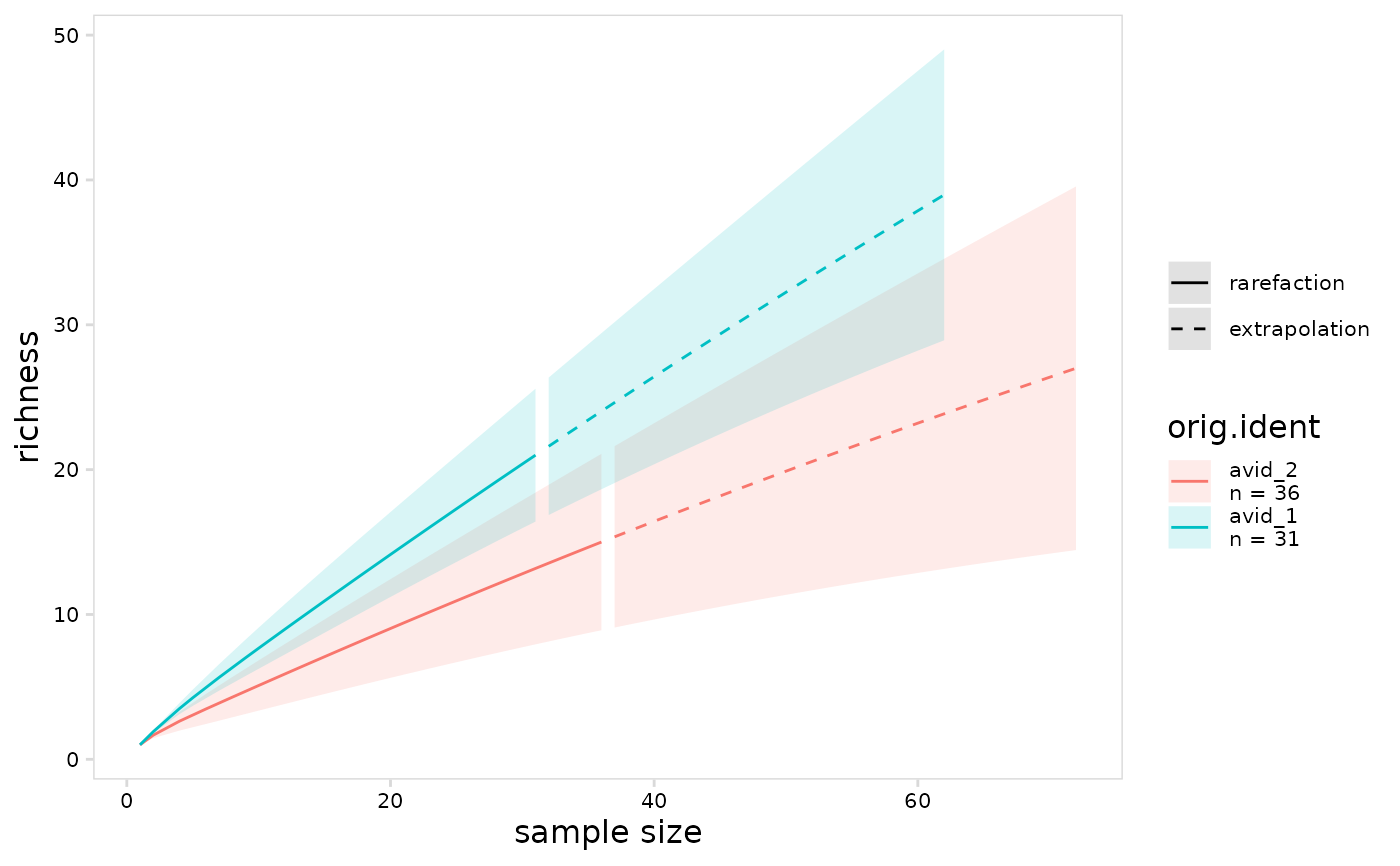 50
40
30
20
10
0
richness
0 20 40 60
sample size
rarefaction
extrapolation
orig.ident
avid_2
n = 36
avid_1
n = 31